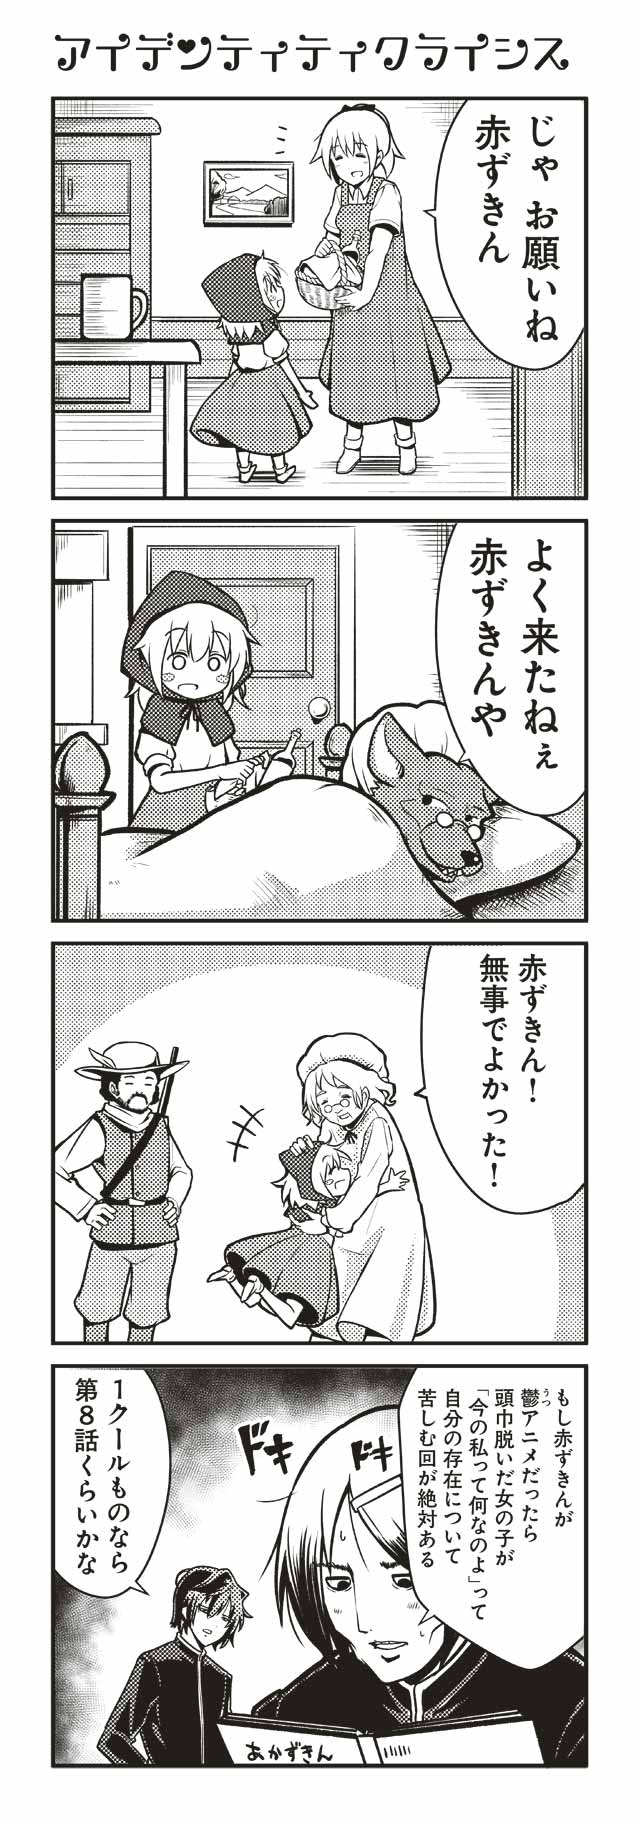 アイデンティティクライシス
じゃ お願いね
赤ずきん
よく来たねぇ
赤ずきんや
赤ずきん！
無事でよかった！
もし赤ずきんが
鬱アニメだったら
うつ
頭巾脱いだ女の子が
「今の私って何なのよ」って
自分の存在について
苦しむ回が絶対ある
ドキ
ドキ
1クールものなら
第8話くらいかな
あかずきん